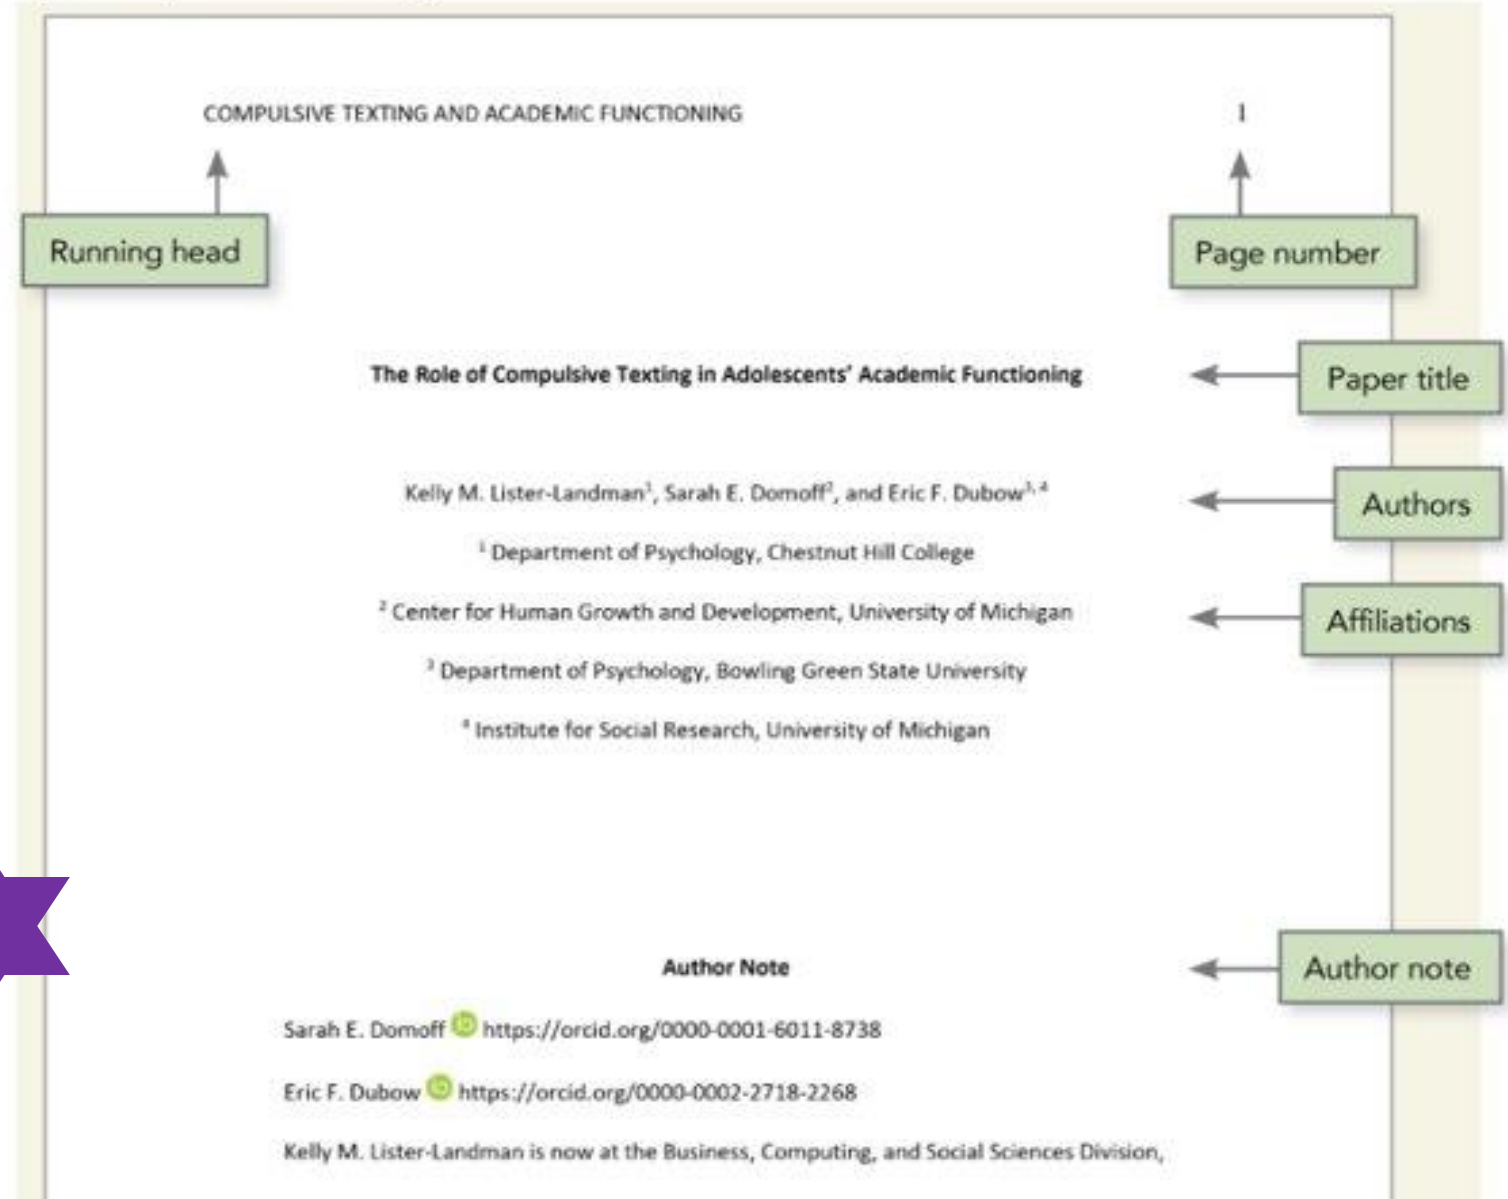 COMPULSIVE TEXTING AND ACADEMIC FUNCTIONING 1
Running head
Page number
The Role of Compulsive Texting in Adolescents' Academic Functioning
Paper title
Kelly M. Lister-Landman¹, Sarah E. Domoff², and Eric F. Dubow³, ⁴
Authors
¹ Department of Psychology, Chestnut Hill College
² Center for Human Growth and Development, University of Michigan
Affiliations
³ Department of Psychology, Bowling Green State University
⁴ Institute for Social Research, University of Michigan
Author Note
Author note
Sarah E. Domoff iD https://orcid.org/0000-0001-6011-8738
Eric F. Dubow iD https://orcid.org/0000-0002-2718-2268
Kelly M. Lister-Landman is now at the Business, Computing, and Social Sciences Division,